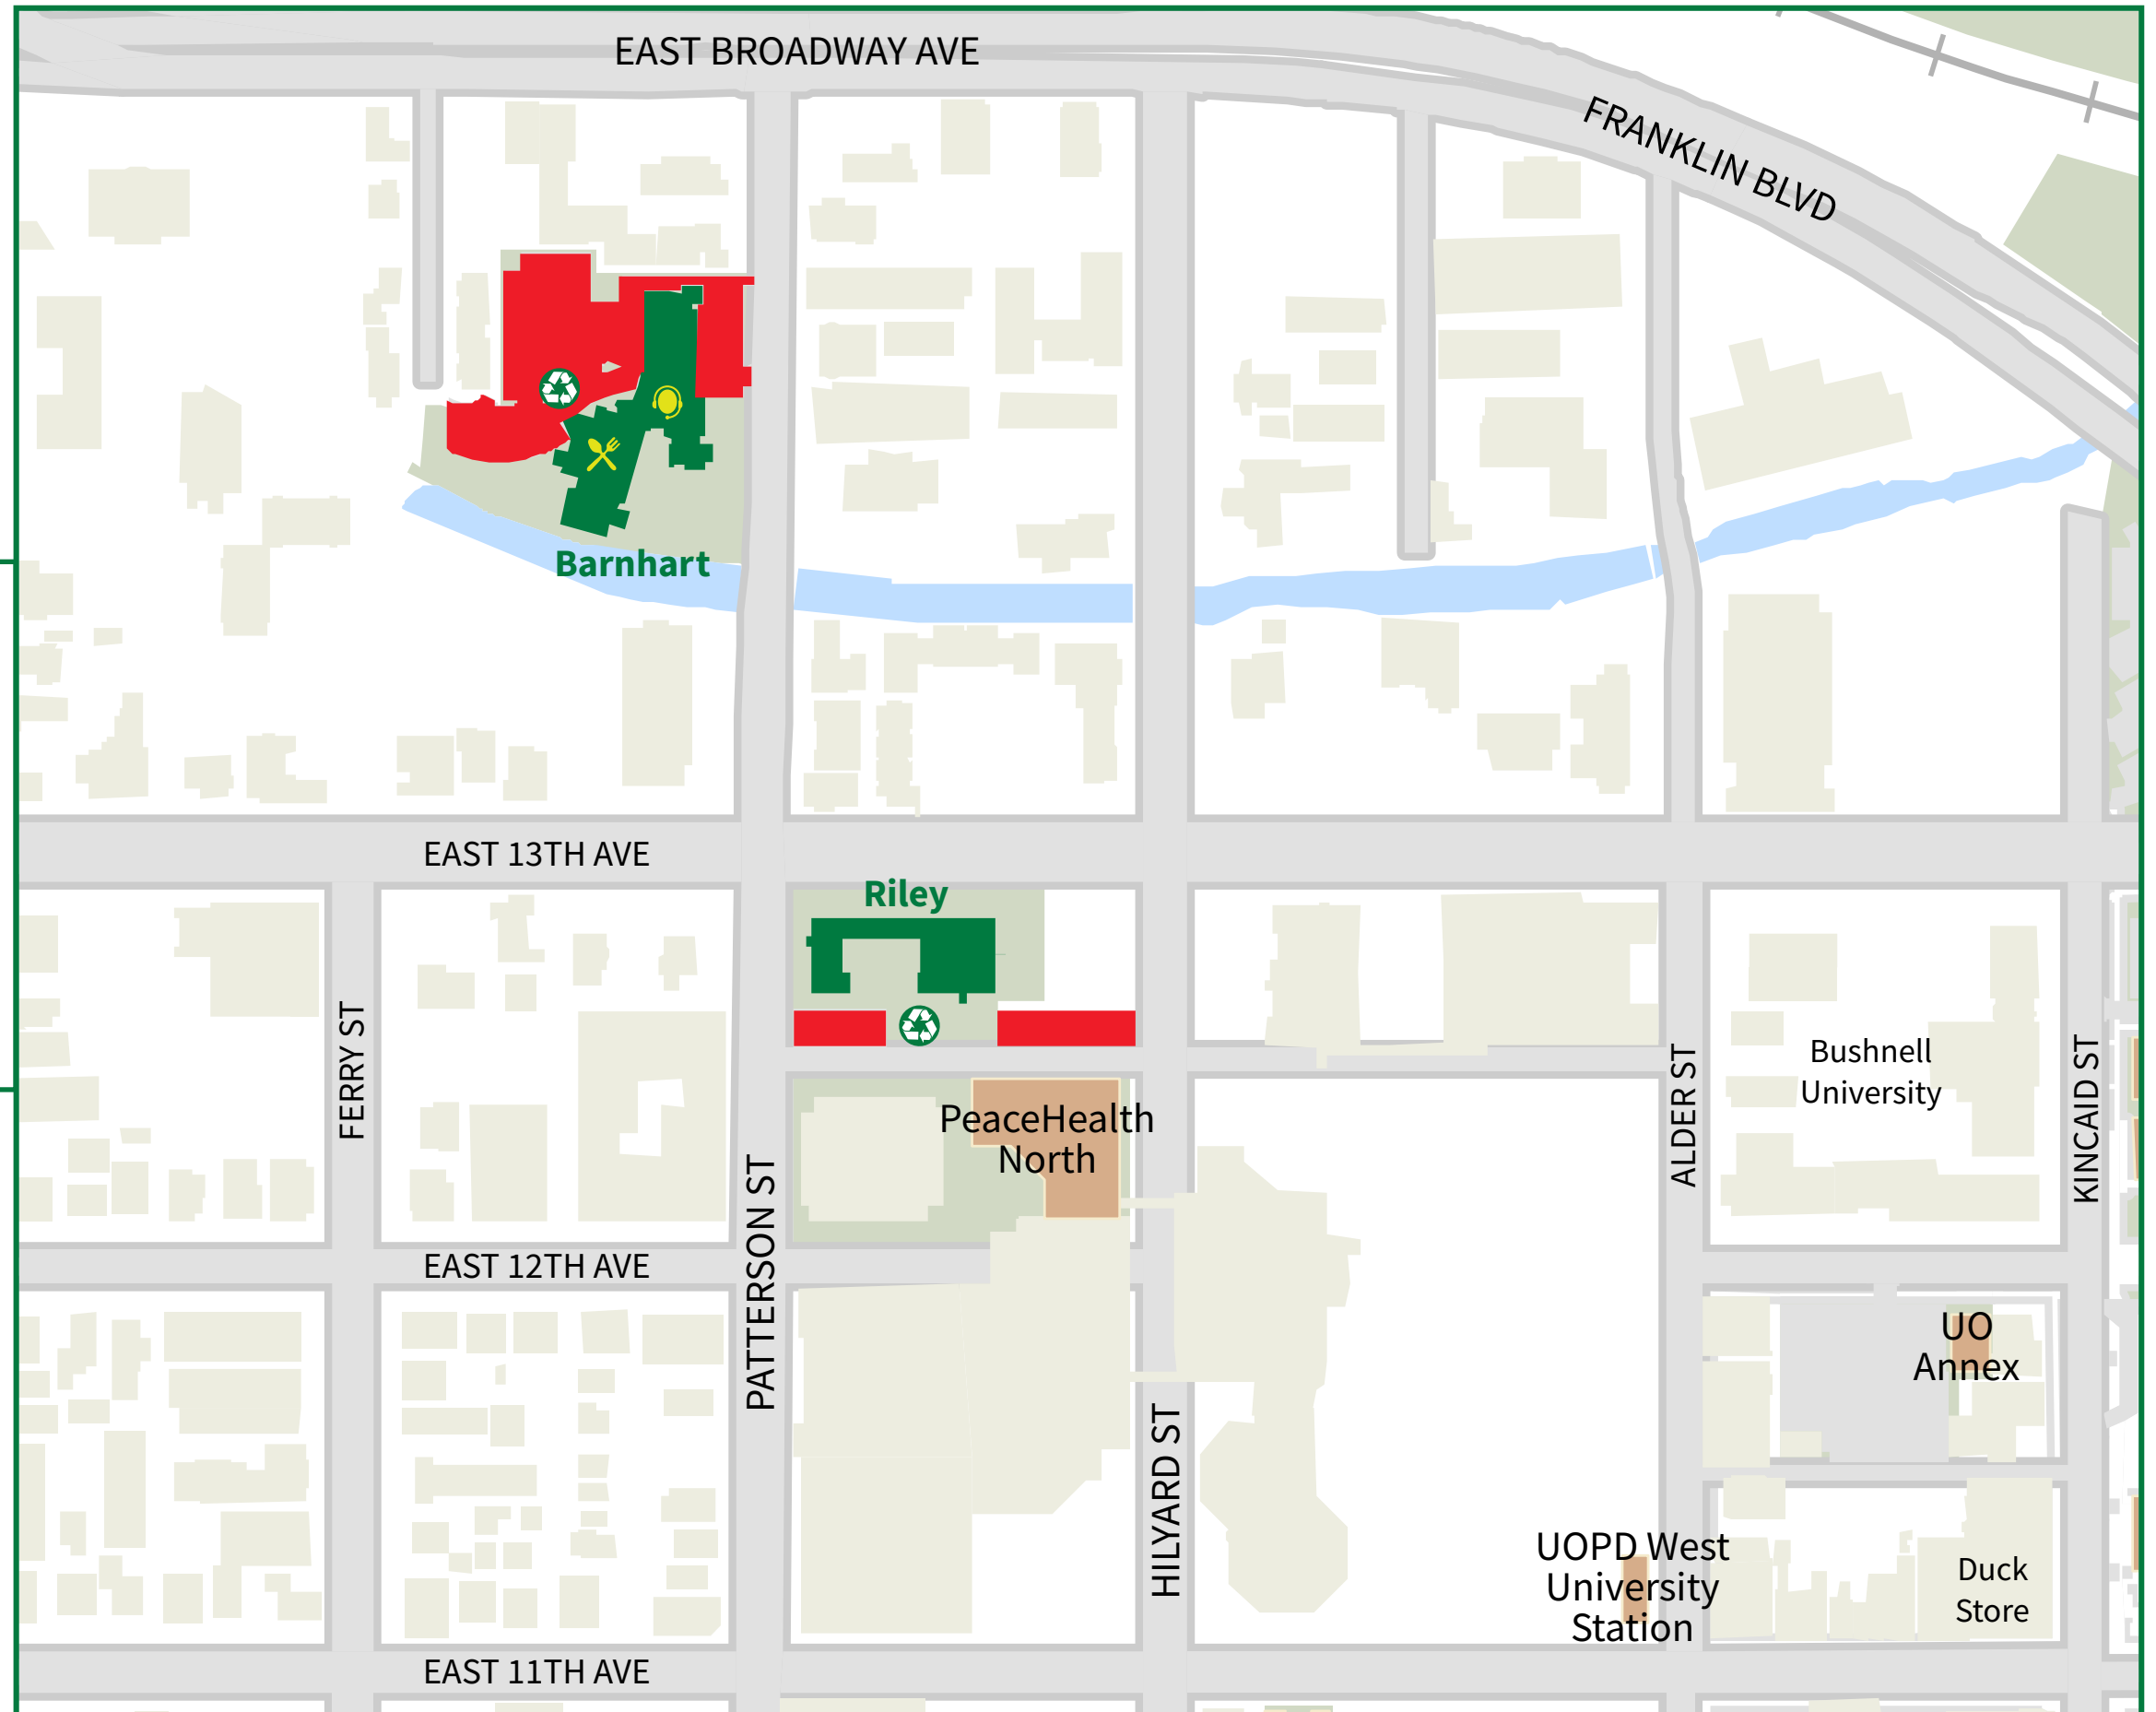 EAST BROADWAY AVE
FRANKLIN BLVD
Barnhart
EAST 13TH AVE
Riley
FERRY ST
PATTERSON ST
HILYARD ST
ALDER ST
KINCAID ST
Bushnell
University
PeaceHealth
North
EAST 12TH AVE
UO
Annex
UOPD West
University
Station
Duck
Store
EAST 11TH AVE